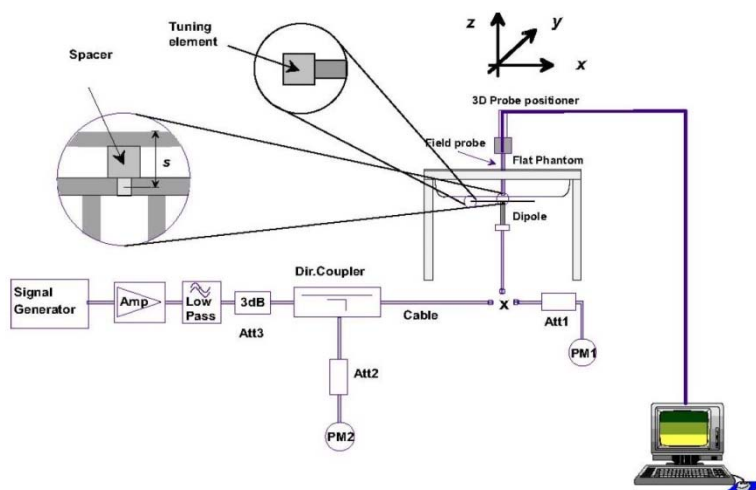 Tuning
element
Spacer
s
z
y
x
3D Probe positioner
Field probe
Flat Phantom
Dipole
Signal
Generator
Amp
Low
Pass
3dB
Att3
Dir.Coupler
Cable
x
Att1
PM1
Att2
PM2